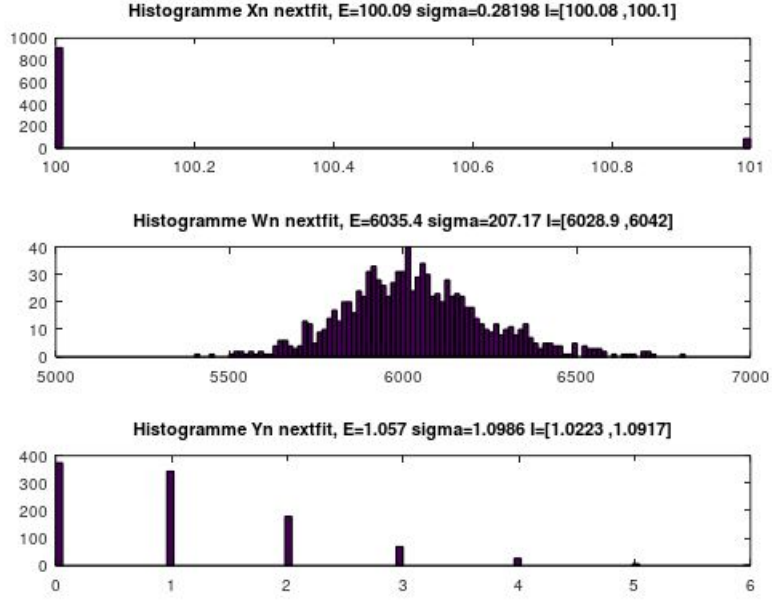 Histogramme Xn nextfit, E=100.09 sigma=0.28198 I=[100.08 ,100.1]
1000
800
600
400
200
0
100 100.2 100.4 100.6 100.8 101
Histogramme Wn nextfit, E=6035.4 sigma=207.17 I=[6028.9 ,6042]
40
30
20
10
0
5000 5500 6000 6500 7000
Histogramme Yn nextfit, E=1.057 sigma=1.0986 I=[1.0223 ,1.0917]
400
300
200
100
0
0 1 2 3 4 5 6